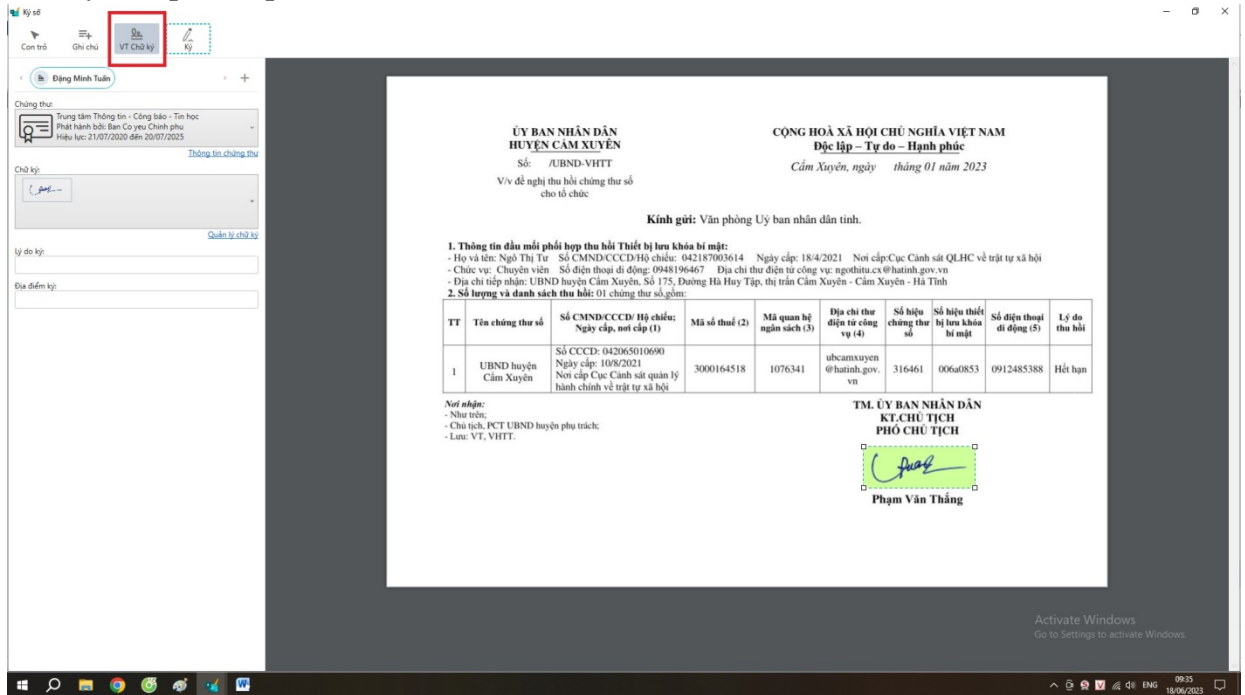 Ký số
Con trỏ
Ghi chú
VT Chữ ký
Ký
Đặng Minh Tuấn
Chứng thư:
Trung tâm Thông tin - Công báo - Tin học
Phát hành bởi: Ban Co yeu Chinh phu
Hiệu lực: 21/07/2020 đến 20/07/2025
Thông tin chứng thư
Chữ ký:
Quản lý chữ ký
Lý do ký:
Địa điểm ký:
ỦY BAN NHÂN DÂN
HUYỆN CẨM XUYÊN
Số: /UBND-VHTT
V/v đề nghị thu hồi chứng thư số
cho tổ chức
CỘNG HOÀ XÃ HỘI CHỦ NGHĨA VIỆT NAM
Độc lập – Tự do – Hạnh phúc
Cẩm Xuyên, ngày tháng 01 năm 2023
Kính gửi: Văn phòng Uỷ ban nhân dân tỉnh.
1. Thông tin đầu mối phối hợp thu hồi Thiết bị lưu khóa bí mật:
- Họ và tên: Ngô Thị Tư Số CMND/CCCD/Hộ chiếu: 042187003614 Ngày cấp: 18/4/2021 Nơi cấp:Cục Cảnh sát QLHC về trật tự xã hội
- Chức vụ: Chuyên viên Số điện thoại di động: 0948196467 Địa chỉ thư điện tử công vụ: ngothitu.cx@hatinh.gov.vn
- Địa chỉ tiếp nhận: UBND huyện Cẩm Xuyên, Số 175, Đường Hà Huy Tập, thị trấn Cẩm Xuyên - Cẩm Xuyên - Hà Tĩnh
2. Số lượng và danh sách thu hồi: 01 chứng thư số,gồm:
TT
Tên chứng thư số
Số CMND/CCCD/ Hộ chiếu;
Ngày cấp, nơi cấp (1)
Mã số thuế (2)
Mã quan hệ
ngân sách (3)
Địa chỉ thư
điện tử công
vụ (4)
Số hiệu
chứng thư
số
Số hiệu thiết
bị lưu khóa
bí mật
Số điện thoại
di động (5)
Lý do
thu hồi
1
UBND huyện
Cẩm Xuyên
Số CCCD: 042065010690
Ngày cấp: 10/8/2021
Nơi cấp Cục Cảnh sát quản lý
hành chính về trật tự xã hội
3000164518
1076341
ubcamxuyen
@hatinh.gov.
vn
316461
006a0853
0912485388
Hết hạn
Nơi nhận:
- Như trên;
- Chủ tịch, PCT UBND huyện phụ trách;
- Lưu: VT, VHTT.
TM. ỦY BAN NHÂN DÂN
KT.CHỦ TỊCH
PHÓ CHỦ TỊCH
Phạm Văn Thắng
Activate Windows
Go to Settings to activate Windows.
ENG
09:35
18/06/2023